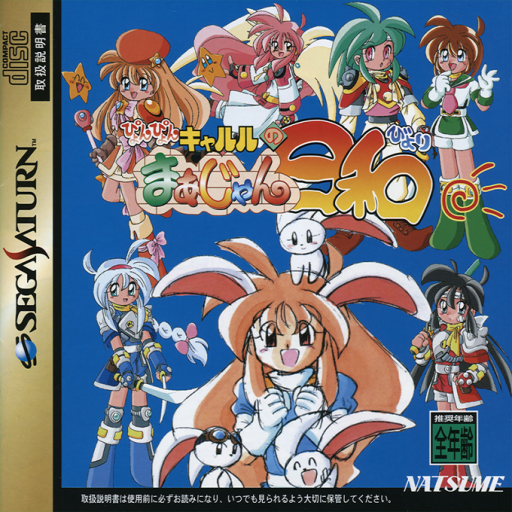 COMPACT
disc
取扱説明書
SEGA SATURN™
ぴんぴん
キャルルの
びより
まぁじゃん日和
推奨年齢
全年齢
NATSUME
取扱説明書は使用前に必ずお読みになり、いつでも見られるよう大切に保管してください。